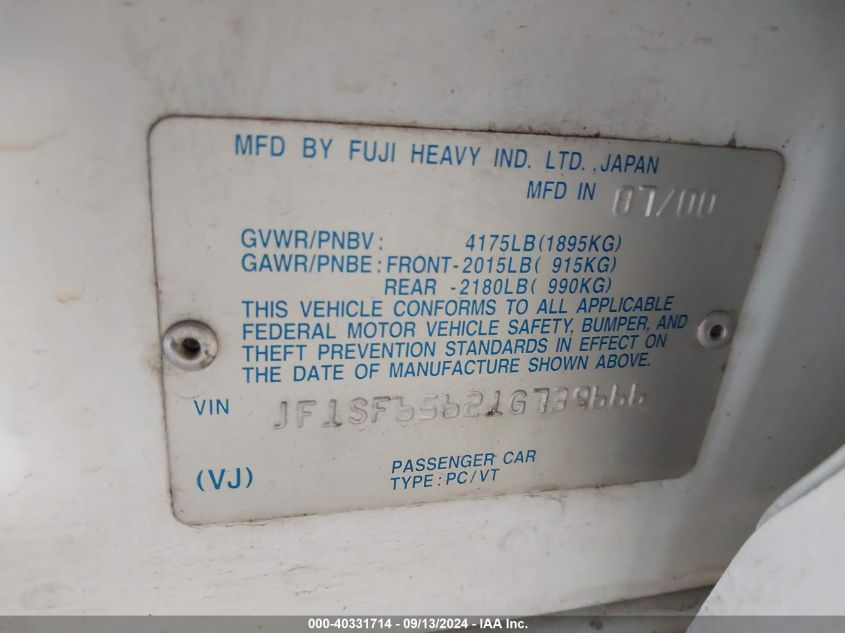 MFD BY FUJI HEAVY IND. LTD., JAPAN
MFD IN 07/00
GVWR/PNBV: 4175LB(1895KG)
GAWR/PNBE: FRONT-2015LB( 915KG)
REAR -2180LB( 990KG)
THIS VEHICLE CONFORMS TO ALL APPLICABLE
FEDERAL MOTOR VEHICLE SAFETY, BUMPER, AND
THEFT PREVENTION STANDARDS IN EFFECT ON
THE DATE OF MANUFACTURE SHOWN ABOVE.
VIN JF1SF65621G739666
(VJ) PASSENGER CAR
TYPE: PC/VT
000-40331714 - 09/13/2024 - IAA Inc.